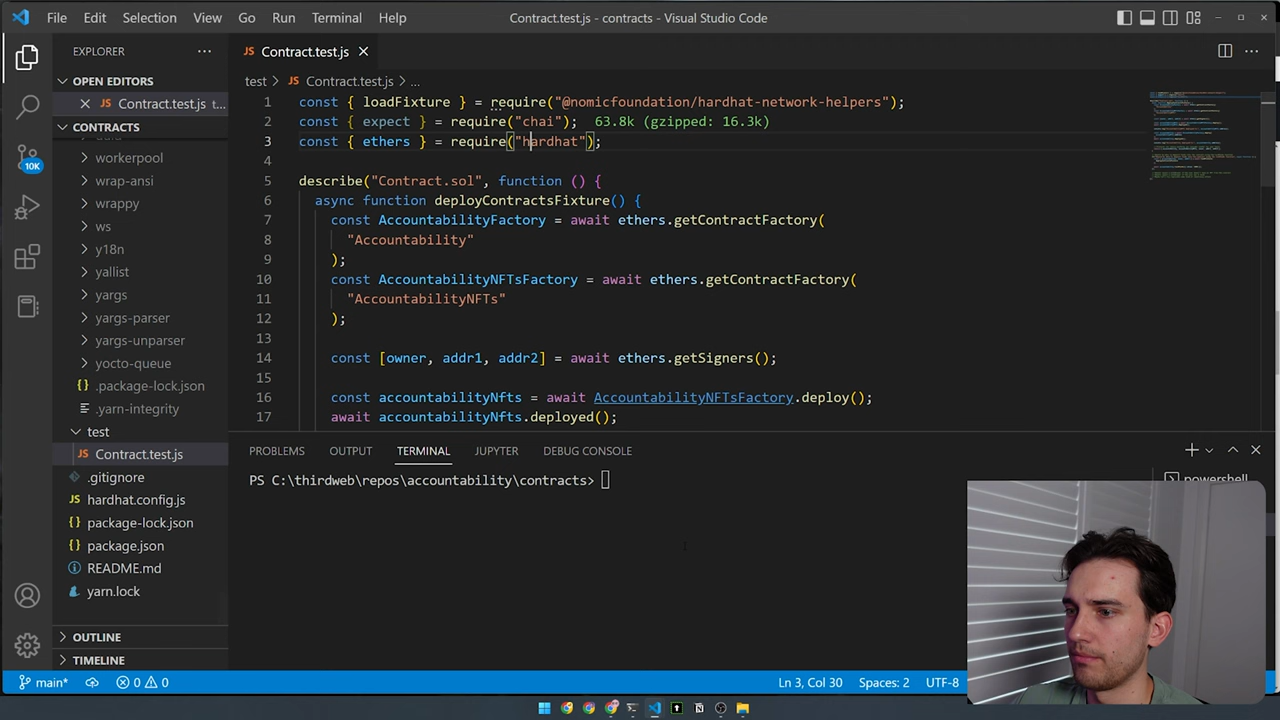 File Edit Selection View Go Run Terminal Help
Contract.test.js - contracts - Visual Studio Code
EXPLORER
OPEN EDITORS
JS Contract.test.js t...
CONTRACTS
workerpool
wrap-ansi
wrappy
ws
y18n
yallist
yargs
yargs-parser
yargs-unparser
yocto-queue
{} .package-lock.json
.yarn-integrity
test
JS Contract.test.js
.gitignore
JS hardhat.config.js
{} package-lock.json
{} package.json
README.md
yarn.lock
OUTLINE
TIMELINE
10K
JS Contract.test.js
test > JS Contract.test.js > ...
1 const { loadFixture } = require("@nomicfoundation/hardhat-network-helpers");
2 const { expect } = require("chai"); 63.8k (gzipped: 16.3k)
3 const { ethers } = require("hardhat");
4
5 describe("Contract.sol", function () {
6 async function deployContractsFixture() {
7 const AccountabilityFactory = await ethers.getContractFactory(
8 "Accountability"
9 );
10 const AccountabilityNFTsFactory = await ethers.getContractFactory(
11 "AccountabilityNFTs"
12 );
13
14 const [owner, addr1, addr2] = await ethers.getSigners();
15
16 const accountabilityNfts = await AccountabilityNFTsFactory.deploy();
17 await accountabilityNfts.deployed();
PROBLEMS OUTPUT TERMINAL JUPYTER DEBUG CONSOLE
PS C:\thirdweb\repos\accountability\contracts>
powershell
main* 0 0 Ln 3, Col 30 Spaces: 2 UTF-8